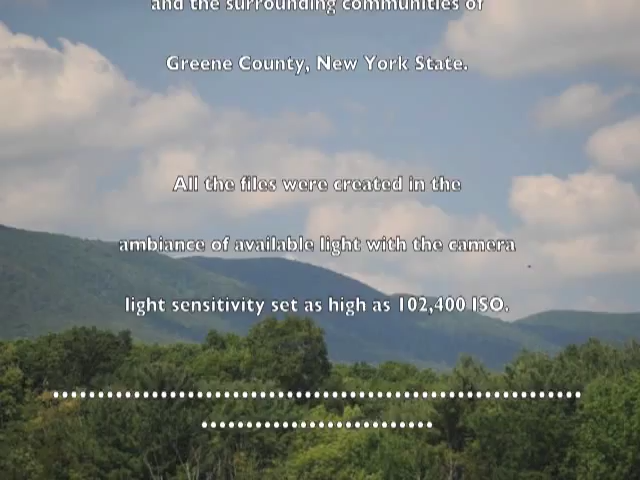 and the surrounding communities of
Greene County, New York State.
All the files were created in the
ambiance of available light with the camera
light sensitivity set as high as 102,400 ISO.